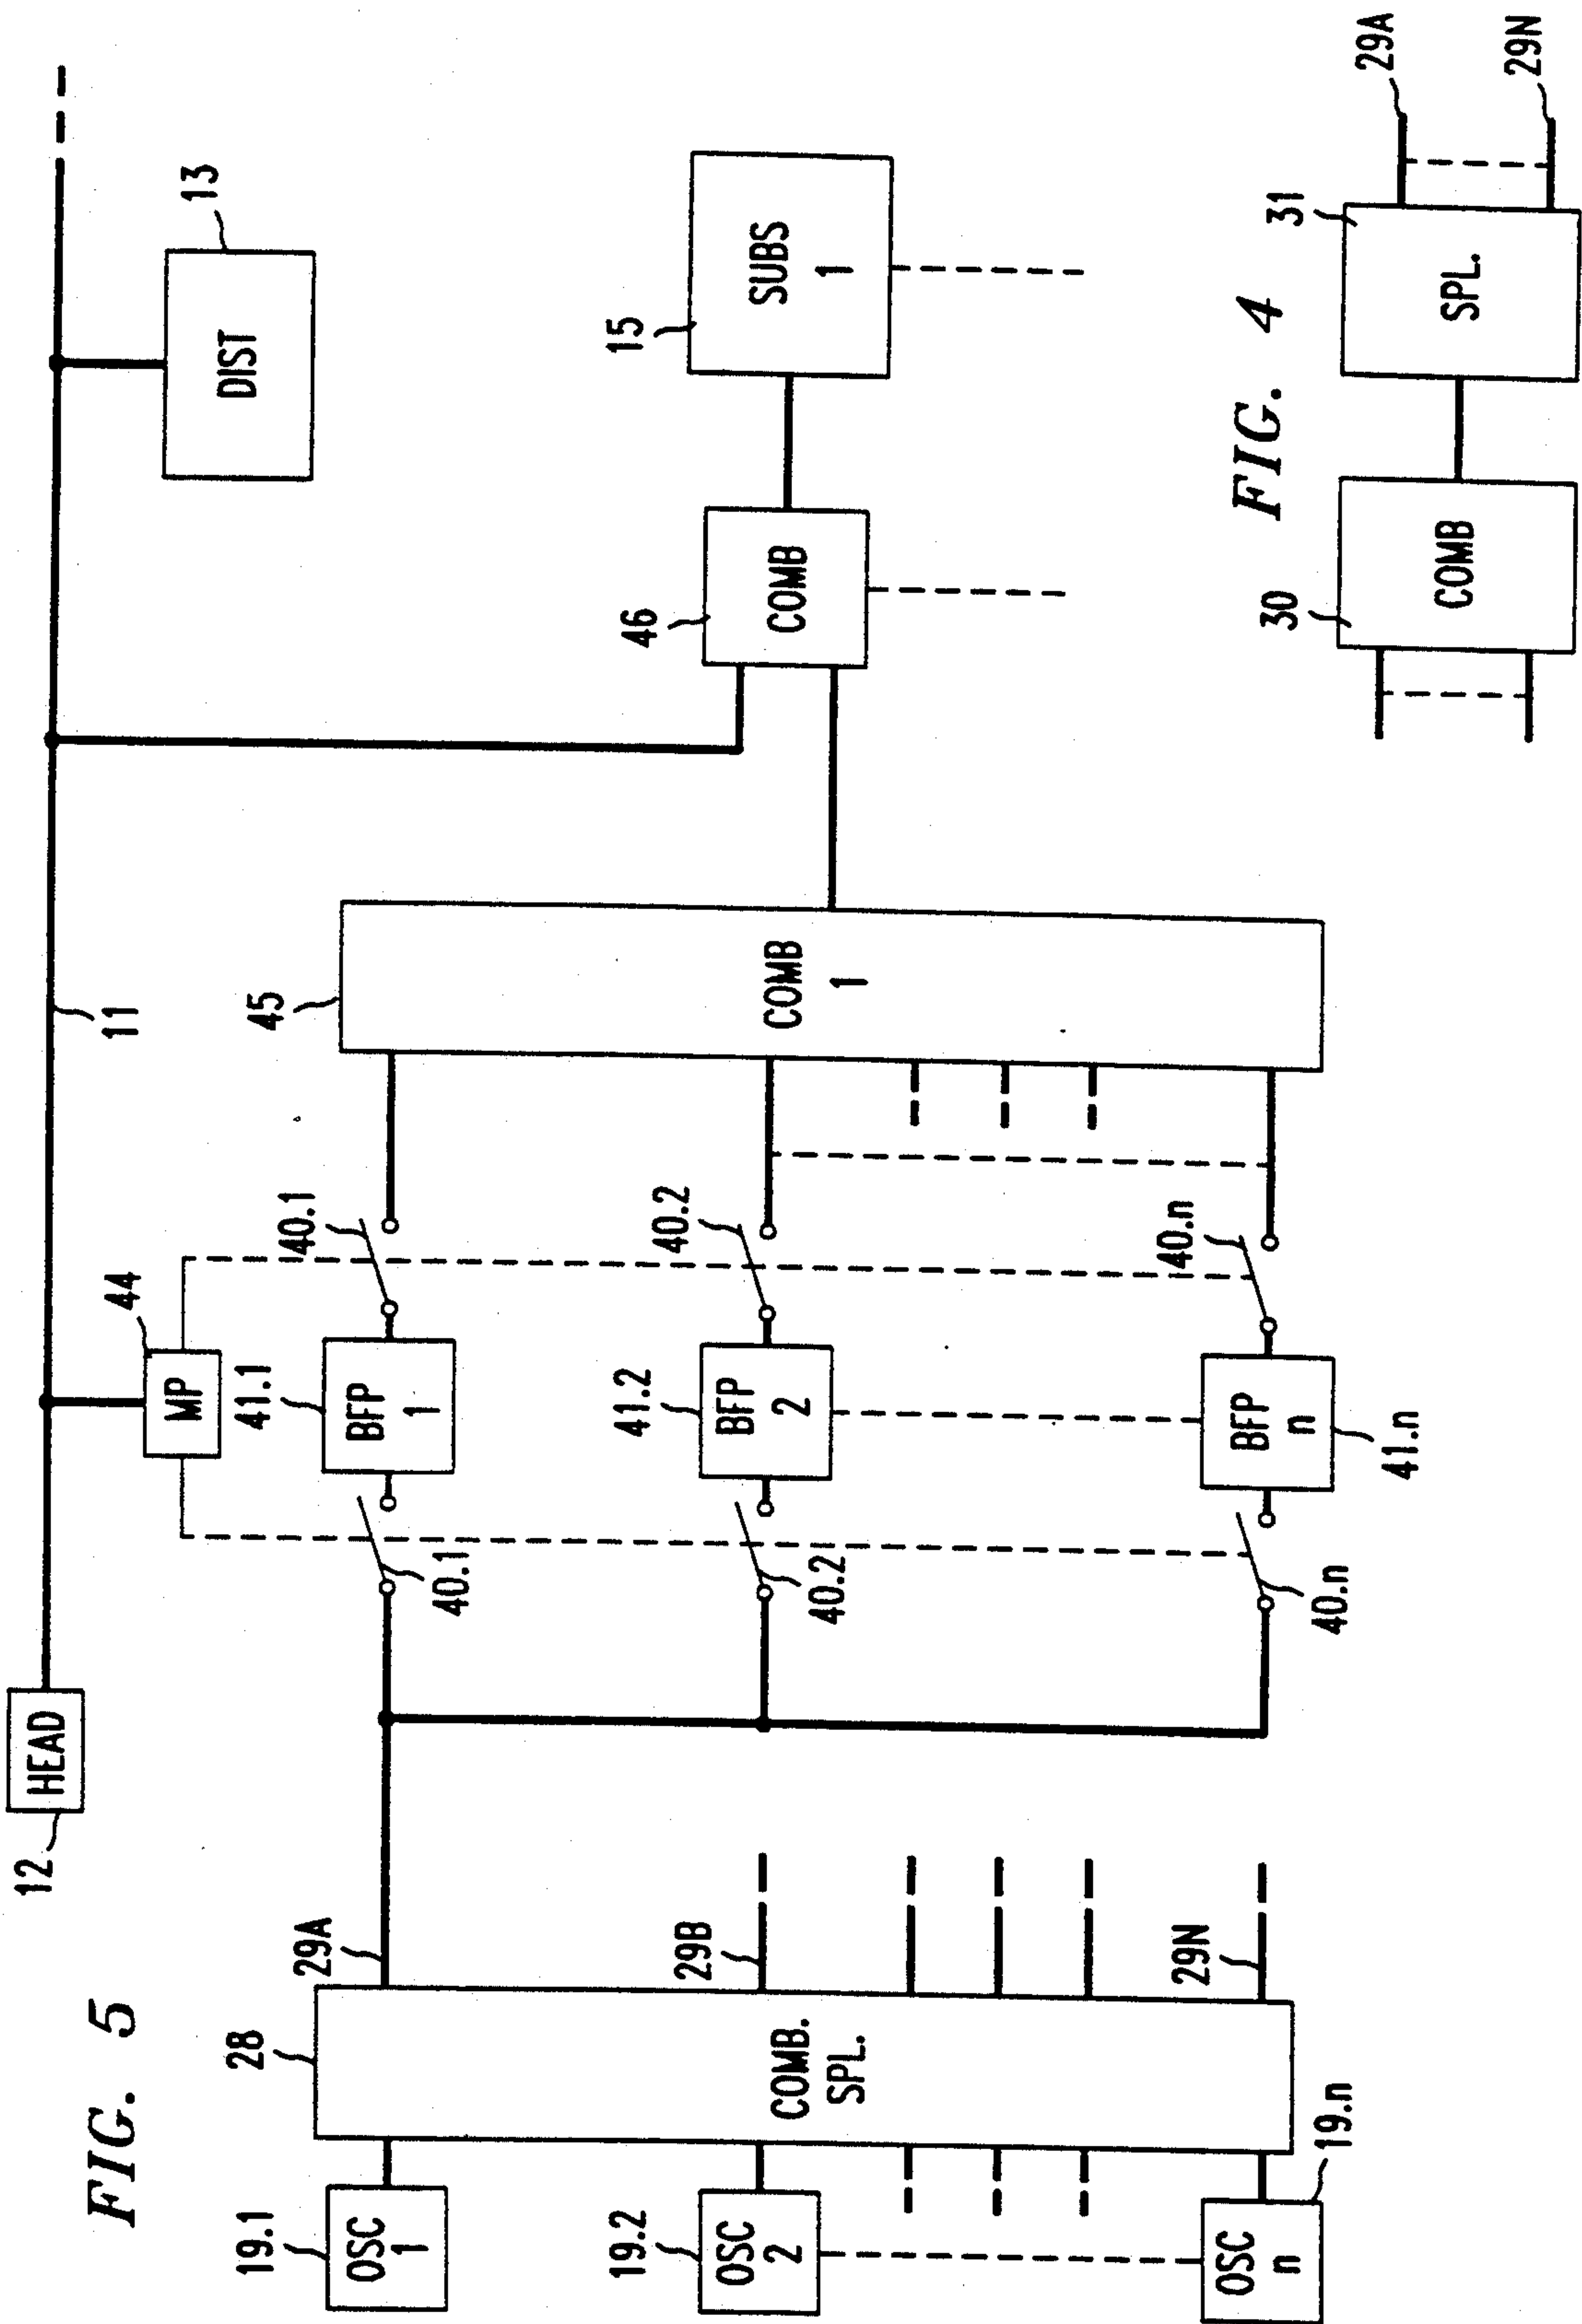 FIG. 5
12
HEAD
11
13
DIST
44
MP
19.1
OSC
1
19.2
OSC
2
19.n
OSC
n
28
COMB.
SPL.
29A
29B
29N
40.1
40.2
40.n
41.1
BFP
1
41.2
BFP
2
41.n
BFP
n
40.1
40.2
40.n
45
COMB
1
46
COMB
15
SUBS
1
FIG. 4
30
COMB
31
SPL.
29A
29N